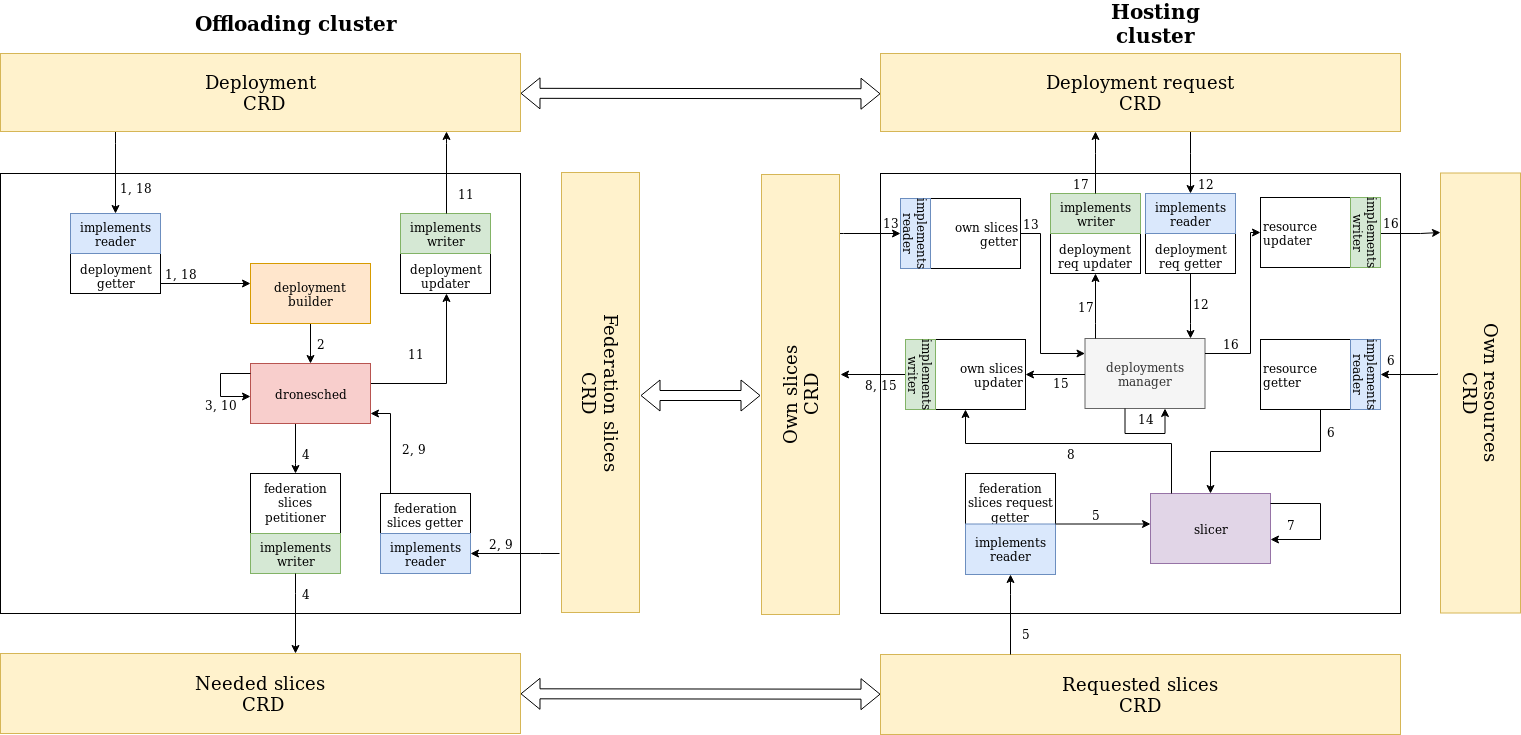 Offloading cluster
Hosting
cluster
Deployment
CRD
Deployment request
CRD
1, 18
11
17
12
implements
reader
deployment
getter
1, 18
deployment
builder
implements
writer
deployment
updater
2
11
dronesched
3, 10
4
2, 9
federation
slices
petitioner
implements
writer
federation
slices getter
implements
reader
2, 9
4
Federation slices
CRD
Own slices
CRD
13
implements
reader
own slices
getter
13
implements
writer
deployment
req updater
implements
reader
deployment
req getter
resource
updater
implements
writer
16
17
12
16
8, 15
implements
writer
own slices
updater
15
deployments
manager
14
resource
getter
implements
reader
6
6
8
federation
slices request
getter
implements
reader
5
slicer
7
5
Own resources
CRD
Needed slices
CRD
Requested slices
CRD